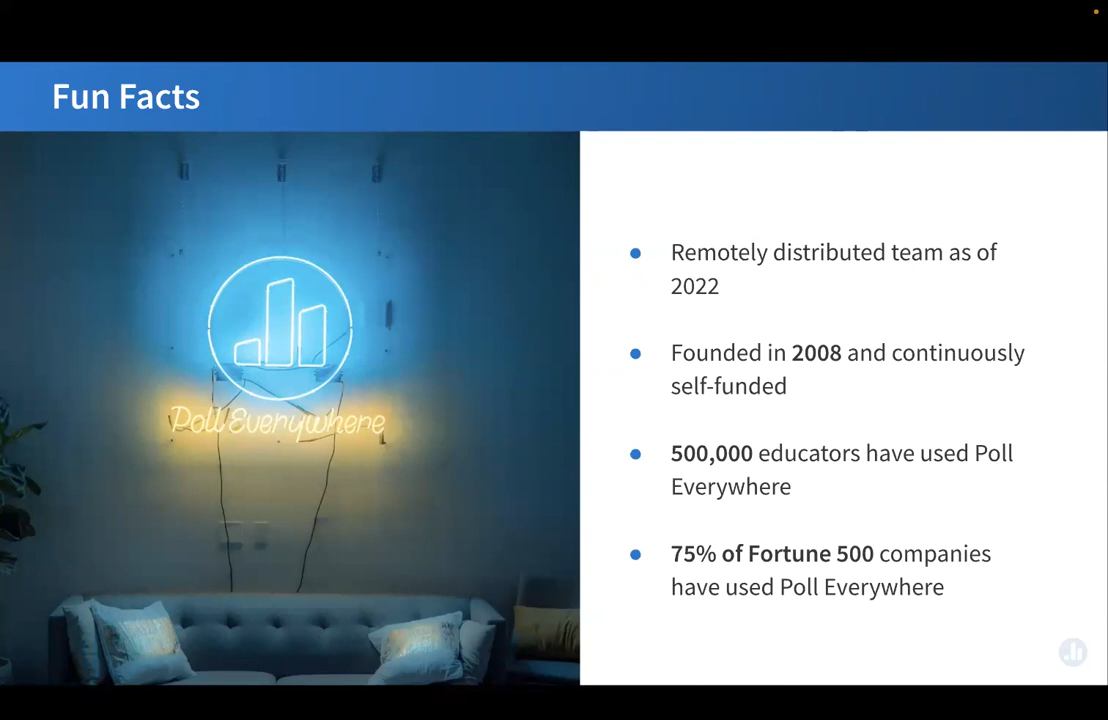 Fun Facts
Poll Everywhere
● Remotely distributed team as of
2022
● Founded in 2008 and continuously
self-funded
● 500,000 educators have used Poll
Everywhere
● 75% of Fortune 500 companies
have used Poll Everywhere